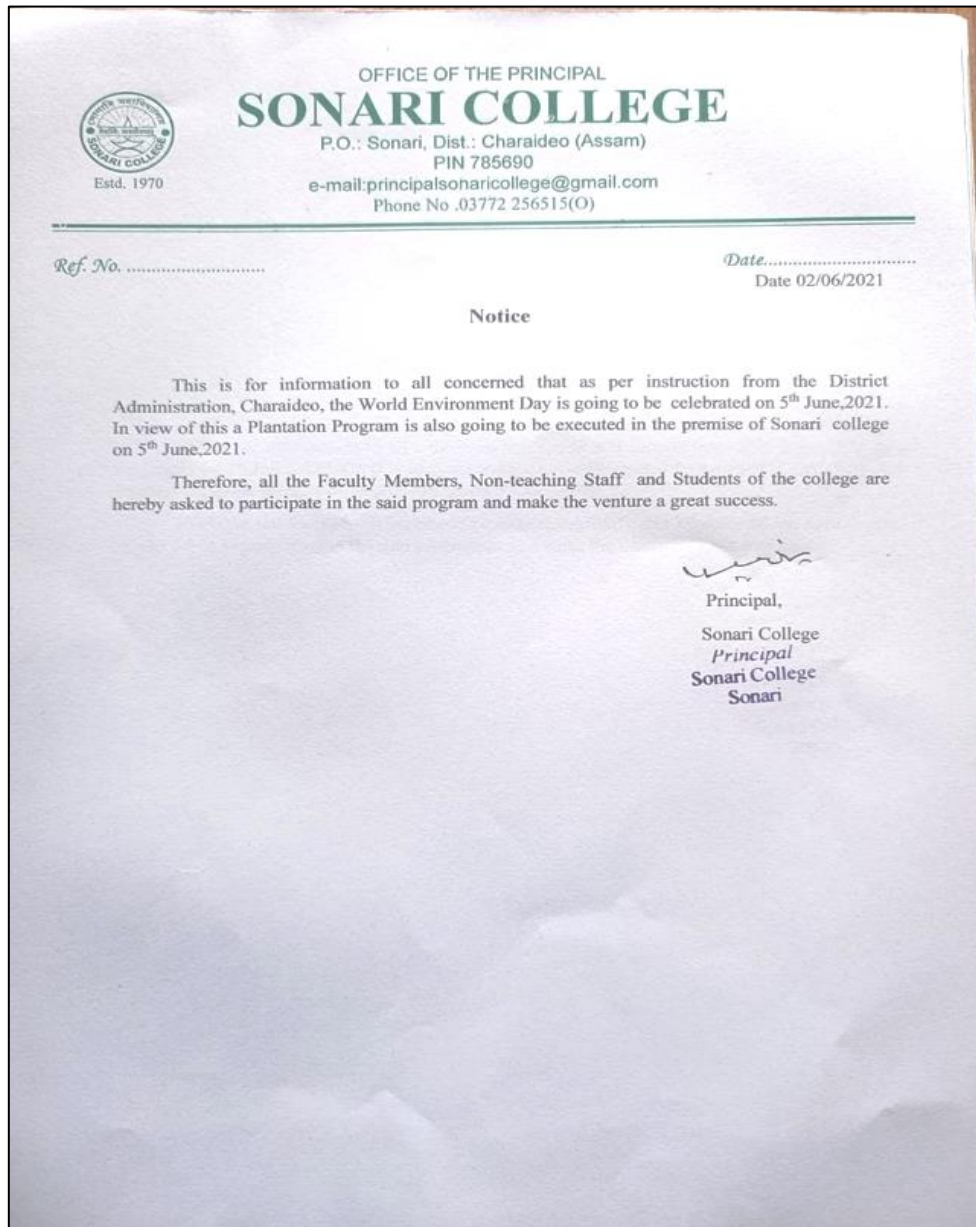 OFFICE OF THE PRINCIPAL
SONARI COLLEGE
P.O.: Sonari, Dist.: Charaideo (Assam)
PIN 785690
e-mail:principalsonaricollege@gmail.com
Phone No .03772 256515(O)
SONARI COLLEGE
Estd. 1970
Ref. No. ............................
Date...............................
Date 02/06/2021
Notice
This is for information to all concerned that as per instruction from the District
Administration, Charaideo, the World Environment Day is going to be celebrated on 5th June,2021.
In view of this a Plantation Program is also going to be executed in the premise of Sonari college
on 5th June,2021.
Therefore, all the Faculty Members, Non-teaching Staff and Students of the college are
hereby asked to participate in the said program and make the venture a great success.
Principal,
Sonari College
Principal
Sonari College
Sonari